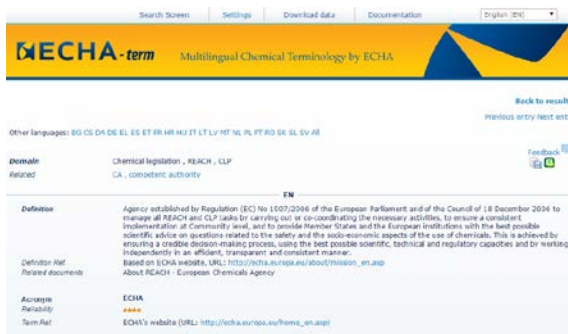 Search Screen Settings Download data Documentation English (EN)
ECHA-term Multilingual Chemical Terminology by ECHA
Back to result
Previous entry Next ent
Other languages: BG CS DA DE EL ES ET FI FR HR HU IT LT LV MT NL PL PT RO SK SL SV All
Feedback
Domain Chemical legislation , REACH , CLP
Related CA , competent authority
EN
Definition Agency established by Regulation (EC) No 1907/2006 of the European Parliament and of the Council of 18 December 2006 to
manage all REACH and CLP tasks by carrying out or co-ordinating the necessary activities, to ensure a consistent
implementation at Community level, and to provide Member States and the European institutions with the best possible
scientific advice on questions related to the safety and the socio-economic aspects of the use of chemicals. This is achieved by
ensuring a credible decision-making process, using the best possible scientific, technical and regulatory capacities and by working
independently in an efficient, transparent and consistent manner.
Definition Ref. Based on ECHA website, URL: http://echa.europa.eu/about/mission_en.asp)
Related documents About REACH - European Chemicals Agency
Acronym ECHA
Reliability
Term Ref. ECHA's website (URL: http://echa.europa.eu/home_en.asp)